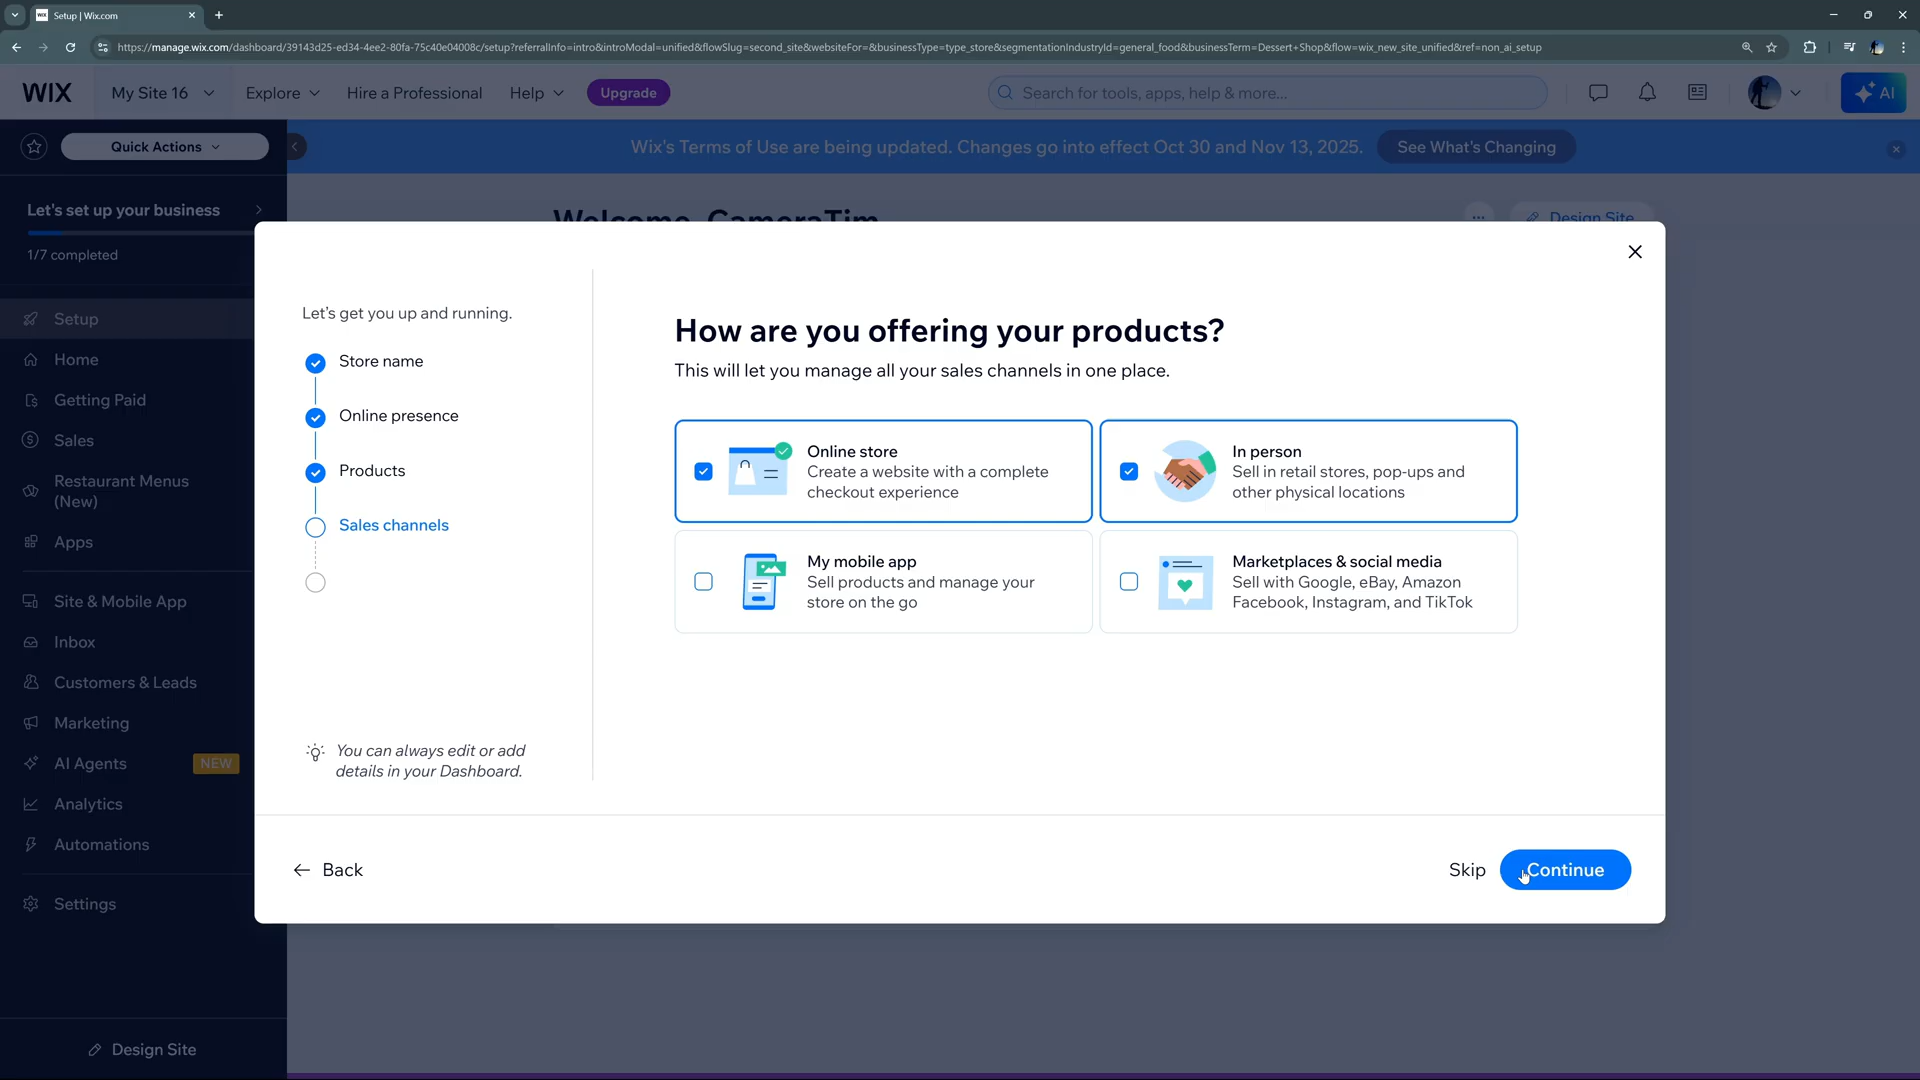 Setup | Wix.com
https://manage.wix.com/dashboard/39143d25-ed34-4ee2-80fa-75c40e04008c/setup?referralInfo=intro&introModal=unified&flowSlug=second_site&websiteFor=&businessType=type_store&segmentationIndustryId=general_food&businessTerm=Dessert+Shop&flow=wix_new_site_unified&ref=non_ai_setup
WIX
My Site 16
Explore
Hire a Professional
Help
Upgrade
Search for tools, apps, help & more...
AI
Quick Actions
Wix's Terms of Use are being updated. Changes go into effect Oct 30 and Nov 13, 2025.
See What's Changing
Let's set up your business
1/7 completed
Welcome, CameraTim
Design Site
Setup
Home
Getting Paid
Sales
Restaurant Menus
(New)
Apps
Site & Mobile App
Inbox
Customers & Leads
Marketing
AI Agents
NEW
Analytics
Automations
Settings
Design Site
Let's get you up and running.
Store name
Online presence
Products
Sales channels
You can always edit or add
details in your Dashboard.
How are you offering your products?
This will let you manage all your sales channels in one place.
Online store
Create a website with a complete
checkout experience
In person
Sell in retail stores, pop-ups and
other physical locations
My mobile app
Sell products and manage your
store on the go
Marketplaces & social media
Sell with Google, eBay, Amazon
Facebook, Instagram, and TikTok
Back
Skip
Continue